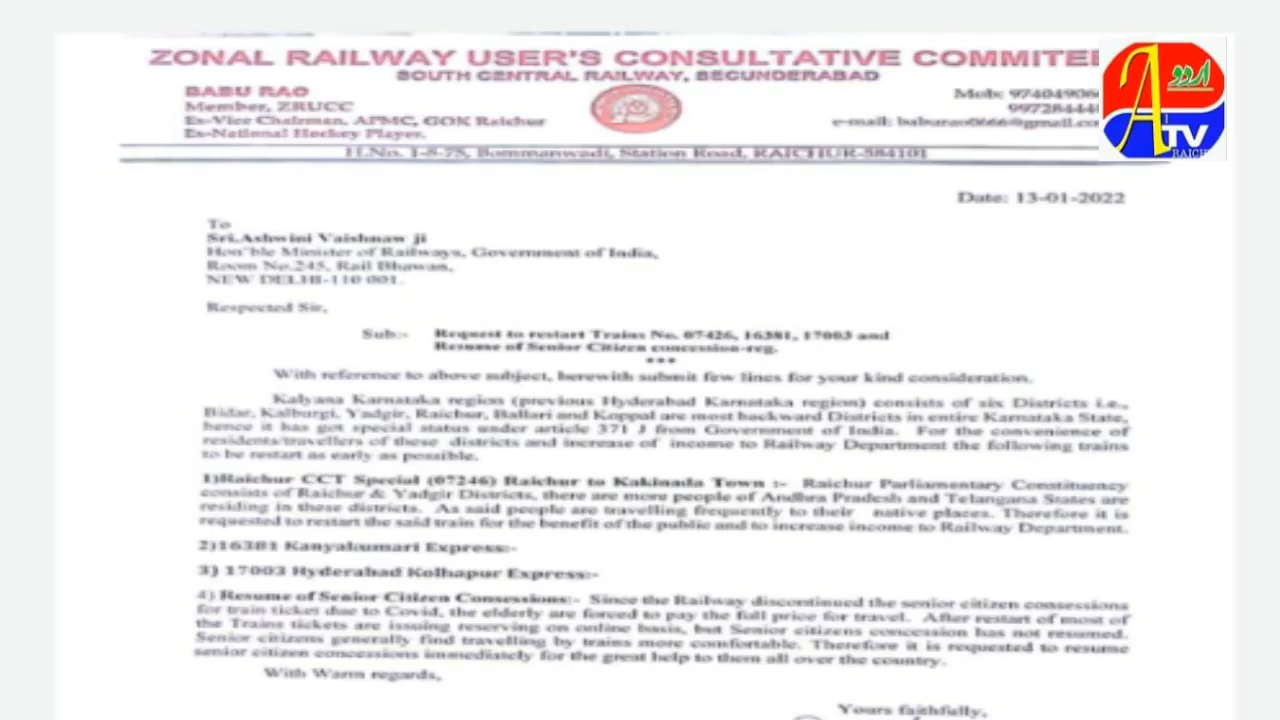 ZONAL RAILWAY USER'S CONSULTATIVE COMMITEE
SOUTH CENTRAL RAILWAY, SECUNDERABAD
BABU RAO
Member, ZRUCC
Ex-Vice Chairman, APMC, GOK Raichur
Ex-National Hockey Player.
Mob: 97404906
99728444
e-mail: baburao0666@gmail.co
H.No. 1-8-75, Bommanwadi, Station Road, RAICHUR-584101
اردو
A1
TV
RAICH
Date: 13-01-2022
To
Sri.Ashwini Vaishnaw ji
Hon'ble Minister of Railways, Government of India,
Room No.245, Rail Bhawan,
NEW DELHI-110 001.
Respected Sir,
Sub:- Request to restart Trains No. 07426, 16381, 17003 and
Resume of Senior Citizen concession-reg.
***
With reference to above subject, herewith submit few lines for your kind consideration.
Kalyana Karnataka region (previous Hyderabad Karnataka region) consists of six Districts i.e.,
Bidar, Kalburgi, Yadgir, Raichur, Ballari and Koppal are most backward Districts in entire Karnataka State,
hence it has got special status under article 371 J from Government of India. For the convenience of
residents/travellers of these districts and increase of income to Railway Department the following trains
to be restart as early as possible.
1)Raichur CCT Special (07246) Raichur to Kakinada Town :- Raichur Parliamentary Constituency
consists of Raichur & Yadgir Districts, there are more people of Andhra Pradesh and Telangana States are
residing in these districts. As said people are travelling frequently to their native places. Therefore it is
requested to restart the said train for the benefit of the public and to increase income to Railway Department.
2)16381 Kanyakumari Express:-
3) 17003 Hyderabad Kolhapur Express:-
4) Resume of Senior Citizen Consessions:- Since the Railway discontinued the senior citizen consessions
for train ticket due to Covid, the elderly are forced to pay the full price for travel. After restart of most of
the Trains tickets are issuing reserving on online basis, but Senior citizens concession has not resumed.
Senior citizens generally find travelling by trains more comfortable. Therefore it is requested to resume
senior citizen concessions immediately for the great help to them all over the country.
With Warm regards,
Yours faithfully,